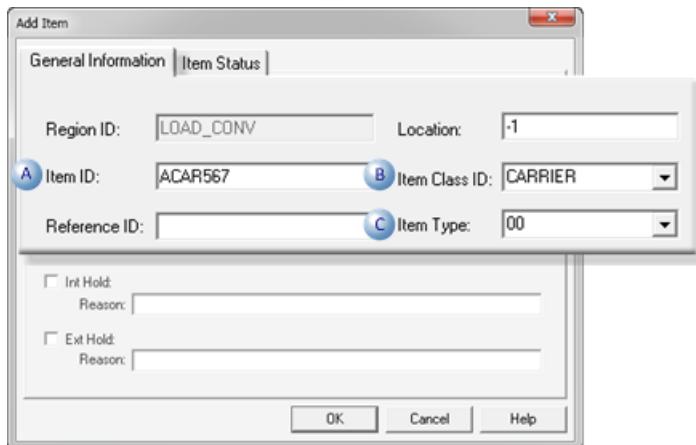 Add Item
General Information Item Status
Region ID: LOAD_CONV Location: -1
A Item ID: ACAR567 B Item Class ID: CARRIER
Reference ID: C Item Type: 00
Int Hold:
Reason:
Ext Hold:
Reason:
OK Cancel Help